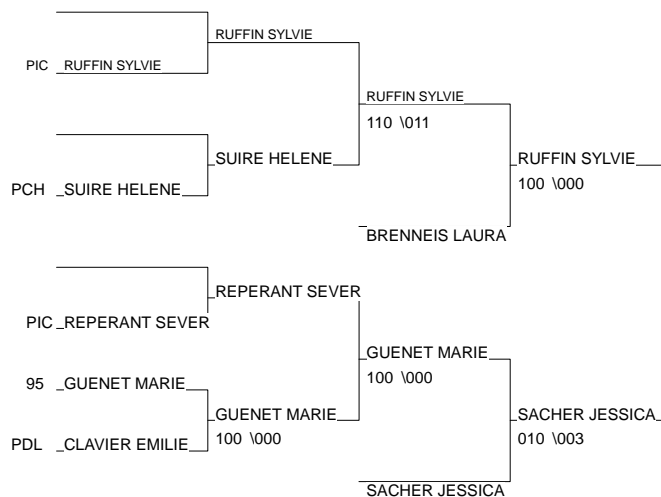 RUFFIN SYLVIE
PIC RUFFIN SYLVIE
RUFFIN SYLVIE
110 \011
SUIRE HELENE
RUFFIN SYLVIE
100 \000
PCH SUIRE HELENE
BRENNEIS LAURA
REPERANT SEVER
PIC REPERANT SEVER
GUENET MARIE
100 \000
95 GUENET MARIE
GUENET MARIE
100 \000
SACHER JESSICA
010 \003
PDL CLAVIER EMILIE
SACHER JESSICA